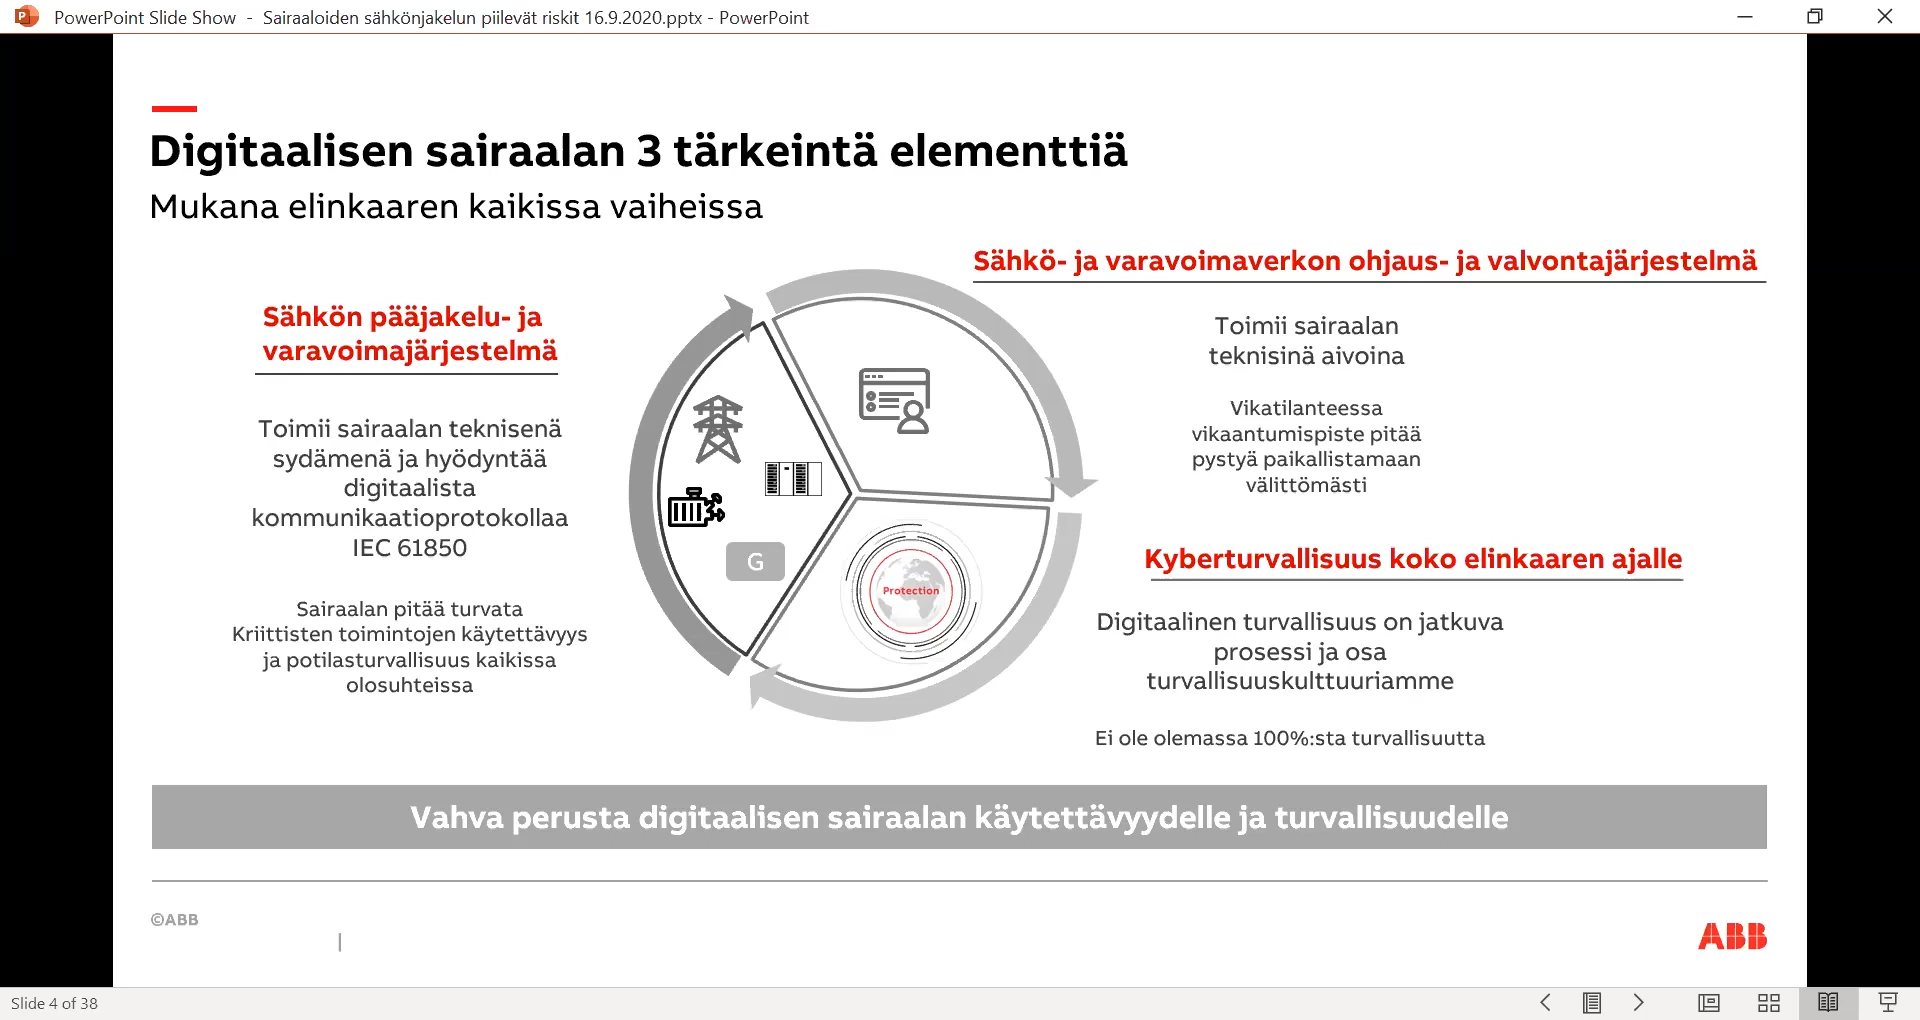 PowerPoint Slide Show - Sairaaloiden sähkönjakelun piilevät riskit 16.9.2020.pptx - PowerPoint
Digitaalisen sairaalan 3 tärkeintä elementtiä
Mukana elinkaaren kaikissa vaiheissa
Sähkön pääjakelu- ja
varavoimajärjestelmä
Toimii sairaalan teknisenä
sydämenä ja hyödyntää
digitaalista
kommunikaatioprotokollaa
IEC 61850
Sairaalan pitää turvata
Kriittisten toimintojen käytettävyys
ja potilasturvallisuus kaikissa
olosuhteissa
G
Protection
Sähkö- ja varavoimaverkon ohjaus- ja valvontajärjestelmä
Toimii sairaalan
teknisinä aivoina
Vikatilanteessa
vikaantumispiste pitää
pystyä paikallistamaan
välittömästi
Kyberturvallisuus koko elinkaaren ajalle
Digitaalinen turvallisuus on jatkuva
prosessi ja osa
turvallisuuskulttuuriamme
Ei ole olemassa 100%:sta turvallisuutta
Vahva perusta digitaalisen sairaalan käytettävyydelle ja turvallisuudelle
©ABB
|
ABB
Slide 4 of 38